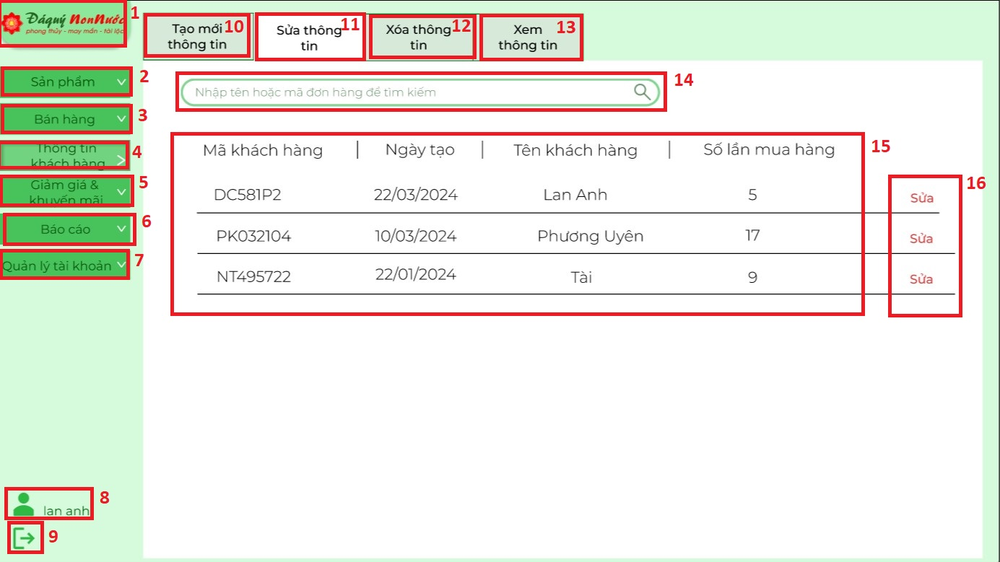 Đáquý NonNước
phong thủy - may mắn - tài lộc
1
Tạo mới
thông tin
10
Sửa thông
tin
11
Xóa thông
tin
12
Xem
thông tin
13
Sản phẩm
2
Bán hàng
3
Thông tin
khách hàng
4
Giảm giá &
khuyến mãi
5
Báo cáo
6
Quản lý tài khoản
7
Nhập tên hoặc mã đơn hàng để tìm kiếm
14
Mã khách hàng | Ngày tạo | Tên khách hàng | Số lần mua hàng
15
DC581P2 22/03/2024 Lan Anh 5 Sửa
16
PK032104 10/03/2024 Phương Uyên 17 Sửa
NT495722 22/01/2024 Tài 9 Sửa
lan anh
8
9